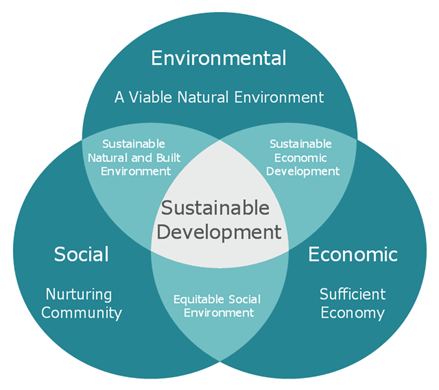 Environmental
A Viable Natural Environment
Sustainable
Natural and Built
Environment
Sustainable
Economic
Development
Sustainable
Development
Social
Nurturing
Community
Economic
Sufficient
Economy
Equitable Social
Environment